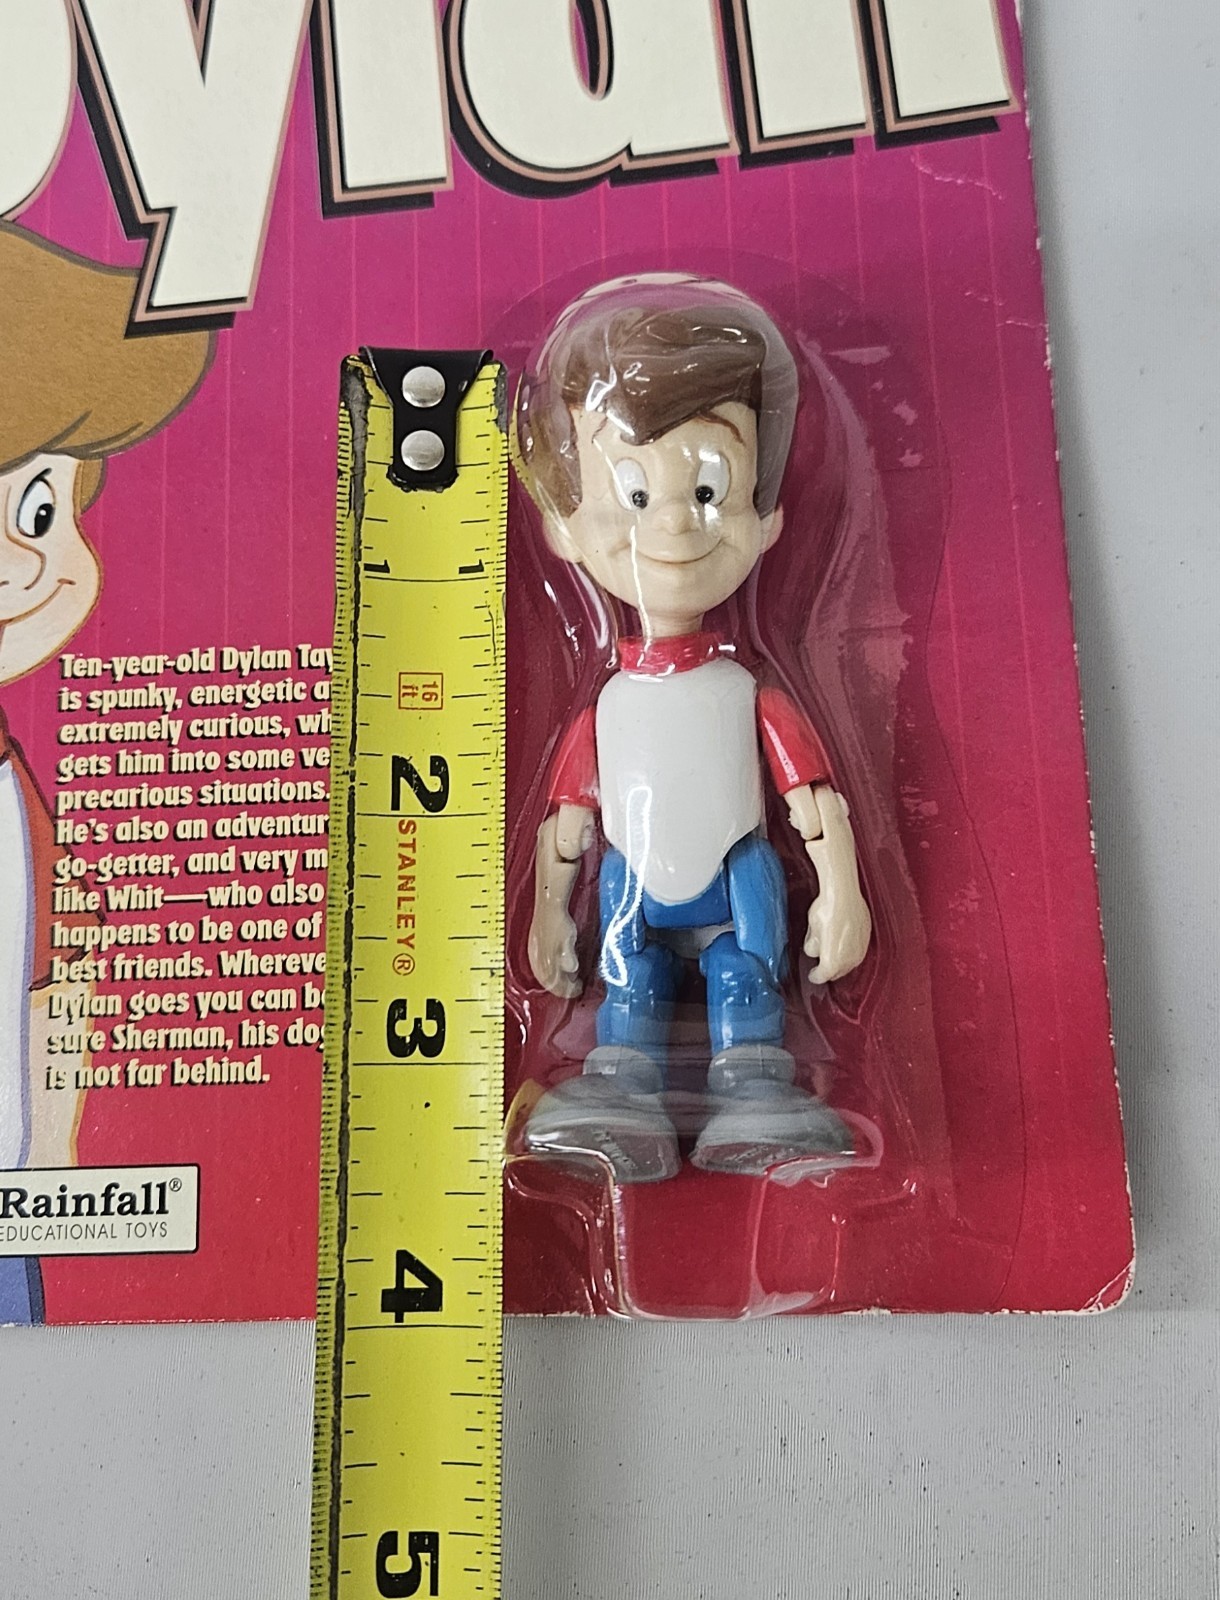 ylan
Ten-year-old Dylan Tay
is spunky, energetic a
extremely curious, wh
gets him into some ve
precarious situations.
He's also an adventur
go-getter, and very m
like Whit—who also
happens to be one of
best friends. Whereve
Dylan goes you can b
sure Sherman, his dog
is not far behind.
Rainfall®
EDUCATIONAL TOYS
1 1
16
ft
2
STANLEY®
3
4
5